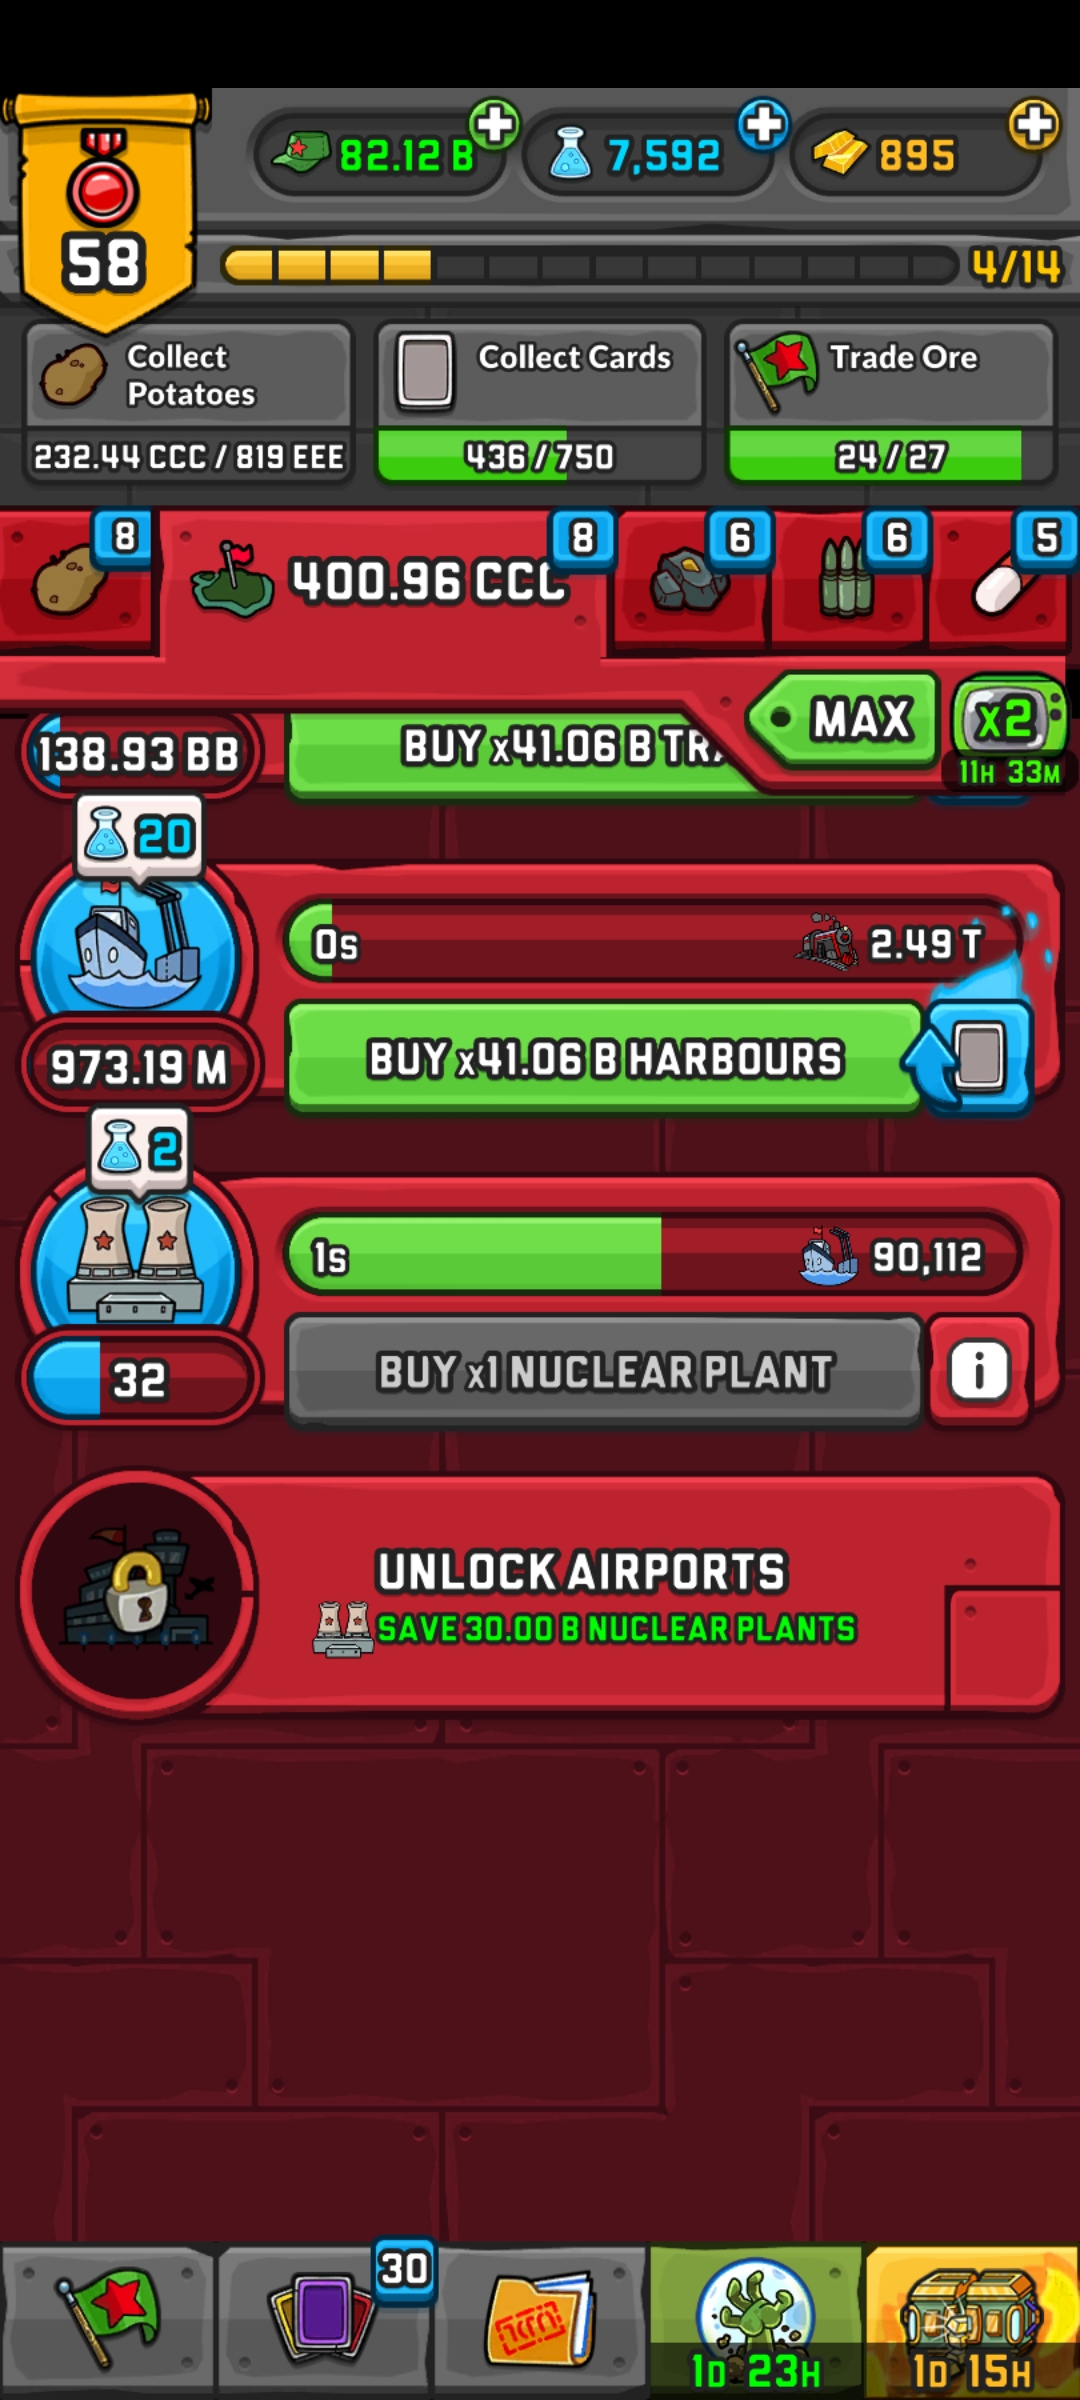 82.12 B
7,592
895
58
4/14
Collect Potatoes
232.44 CCC / 819 EEE
Collect Cards
436 / 750
Trade Ore
24 / 27
8
400.96 CCC
8
6
6
5
MAX
x2
11H 33M
138.93 BB
BUY x41.06 B
20
0s
2.49 T
973.19 M
BUY x41.06 B HARBOURS
2
1s
90,112
32
BUY x1 NUCLEAR PLANT
i
UNLOCK AIRPORTS
SAVE 30.00 B NUCLEAR PLANTS
30
1D 23H
1D 15H